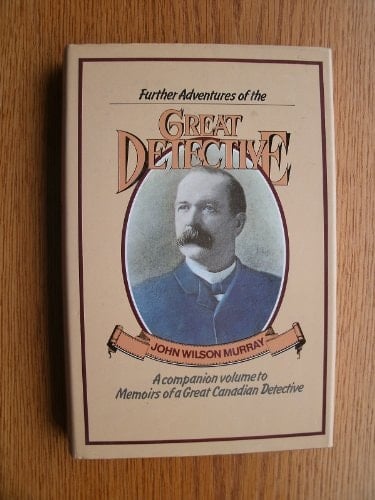 Further Adventures of the
GREAT
DETECTIVE
JOHN WILSON MURRAY
A companion volume to
Memoirs of a Great Canadian Detective